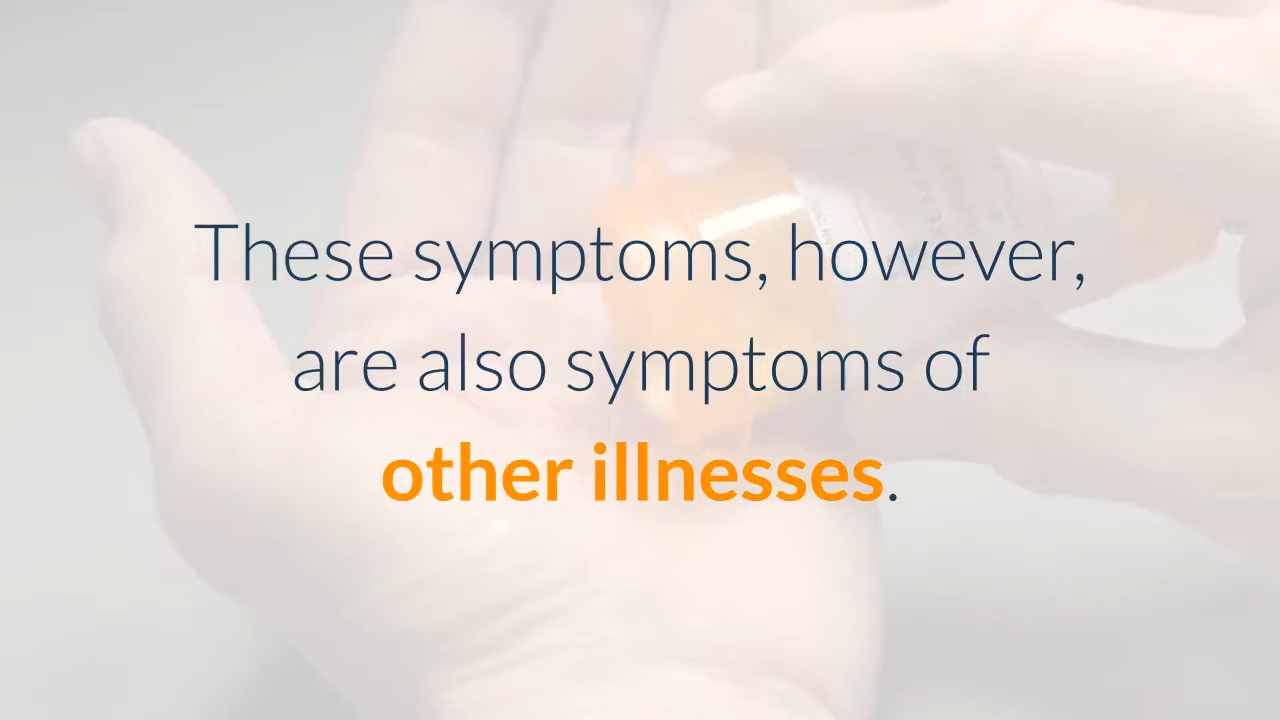 These symptoms, however,
are also symptoms of
other illnesses.